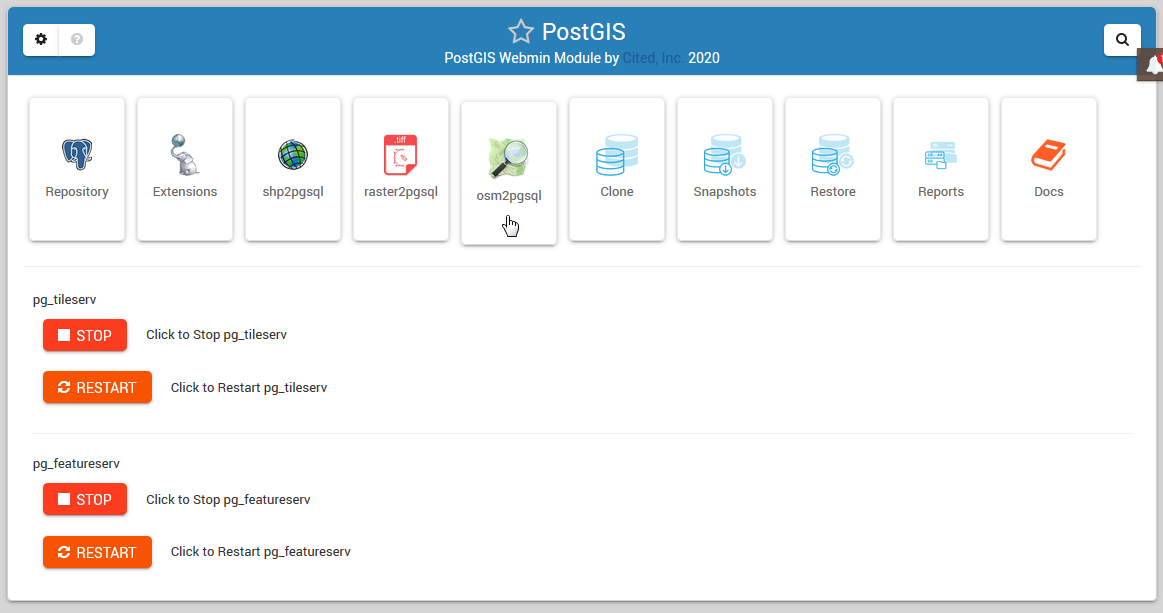 PostGIS
PostGIS Webmin Module by Cited, Inc. 2020
Repository
Extensions
.tiff
shp2pgsql
raster2pgsql
osm2pgsql
Clone
Snapshots
Restore
Reports
Docs
pg_tileserv
STOP
Click to Stop pg_tileserv
RESTART
Click to Restart pg_tileserv
pg_featureserv
STOP
Click to Stop pg_featureserv
RESTART
Click to Restart pg_featureserv